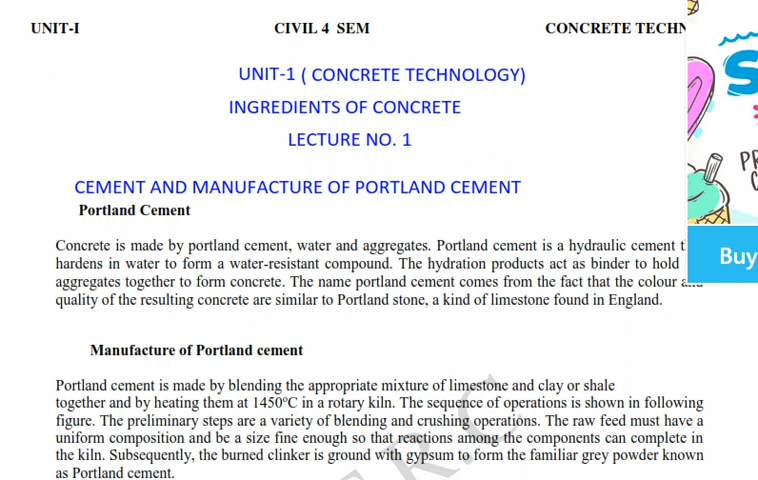 UNIT-I CIVIL 4 SEM CONCRETE TECHN
UNIT-1 ( CONCRETE TECHNOLOGY)
INGREDIENTS OF CONCRETE
LECTURE NO. 1
CEMENT AND MANUFACTURE OF PORTLAND CEMENT
Portland Cement
Concrete is made by portland cement, water and aggregates. Portland cement is a hydraulic cement
hardens in water to form a water-resistant compound. The hydration products act as binder to hold
aggregates together to form concrete. The name portland cement comes from the fact that the colour and
quality of the resulting concrete are similar to Portland stone, a kind of limestone found in England.
Manufacture of Portland cement
Portland cement is made by blending the appropriate mixture of limestone and clay or shale
together and by heating them at 1450°C in a rotary kiln. The sequence of operations is shown in following
figure. The preliminary steps are a variety of blending and crushing operations. The raw feed must have a
uniform composition and be a size fine enough so that reactions among the components can complete in
the kiln. Subsequently, the burned clinker is ground with gypsum to form the familiar grey powder known
as Portland cement.
Buy